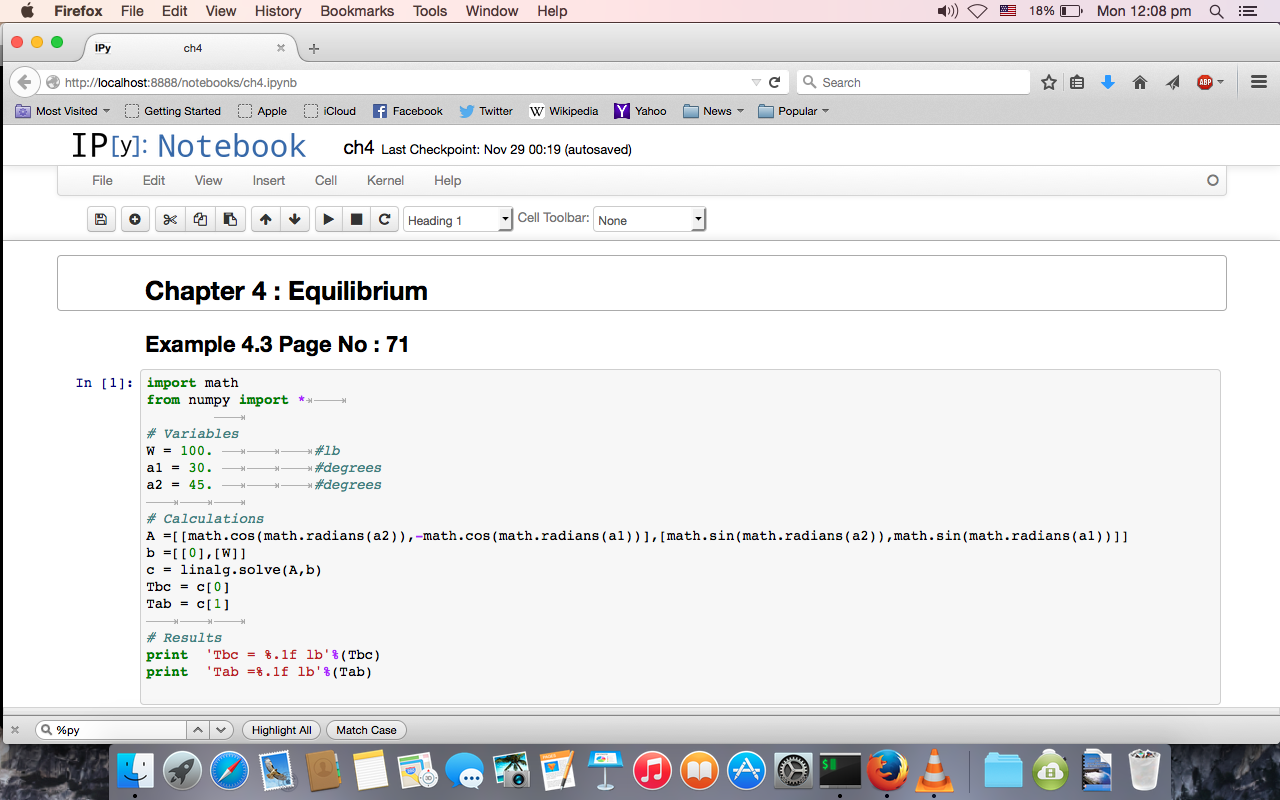 Firefox File Edit View History Bookmarks Tools Window Help 18% Mon 12:08 pm
IPy ch4
http://localhost:8888/notebooks/ch4.ipynb Search ABP
Most Visited Getting Started Apple iCloud Facebook Twitter Wikipedia Yahoo News Popular
IP[y]: Notebook ch4 Last Checkpoint: Nov 29 00:19 (autosaved)
File Edit View Insert Cell Kernel Help
Heading 1 Cell Toolbar: None
Chapter 4 : Equilibrium
Example 4.3 Page No : 71
In [1]: import math
from numpy import *
# Variables
W = 100. #lb
a1 = 30. #degrees
a2 = 45. #degrees
# Calculations
A =[[math.cos(math.radians(a2)),-math.cos(math.radians(a1))],[math.sin(math.radians(a2)),math.sin(math.radians(a1))]]
b =[[0],[W]]
c = linalg.solve(A,b)
Tbc = c[0]
Tab = c[1]
# Results
print  'Tbc = %.1f lb'%(Tbc)
print  'Tab =%.1f lb'%(Tab)
%py Highlight All Match Case